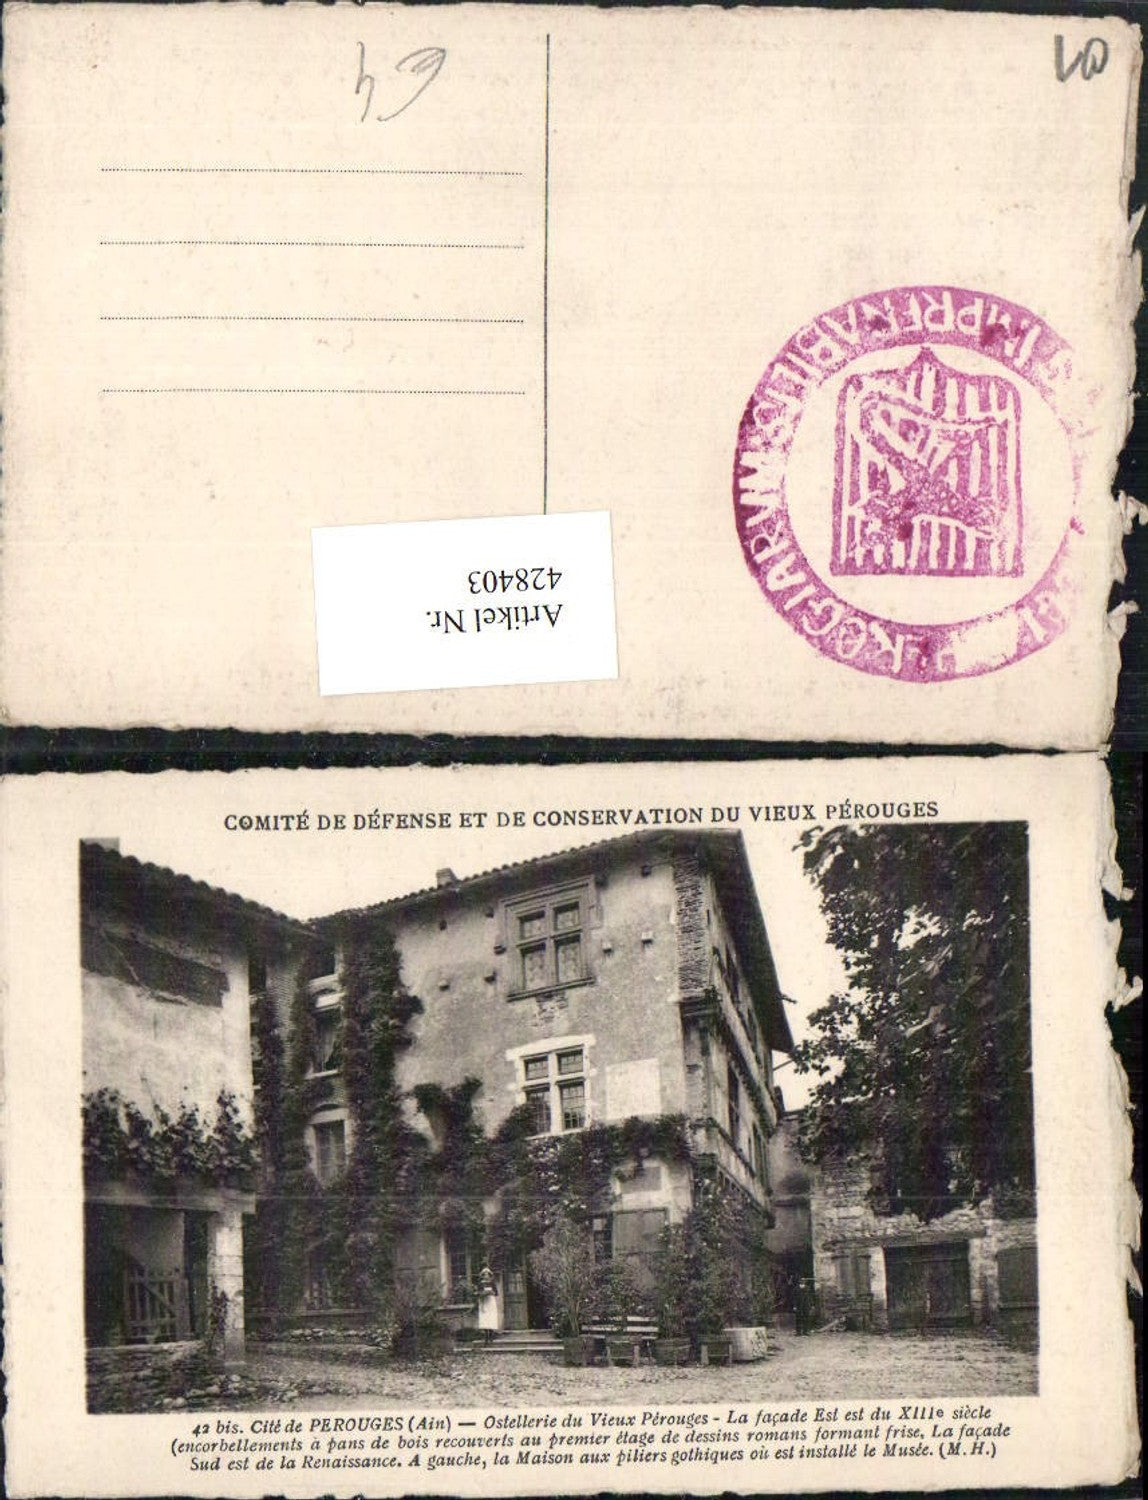 REGIARVM
IMPRENABILIS
Artikel Nr.
428403
COMITÉ DE DÉFENSE ET DE CONSERVATION DU VIEUX PÉROUGES
42 bis. Cité de PEROUGES (Ain) — Ostellerie du Vieux Pérouges - La façade Est est du XIIIe siècle
(encorbellements à pans de bois recouverts au premier étage de dessins romans formant frise. La façade
Sud est de la Renaissance. A gauche, la Maison aux piliers gothiques où est installé le Musée. (M. H.)